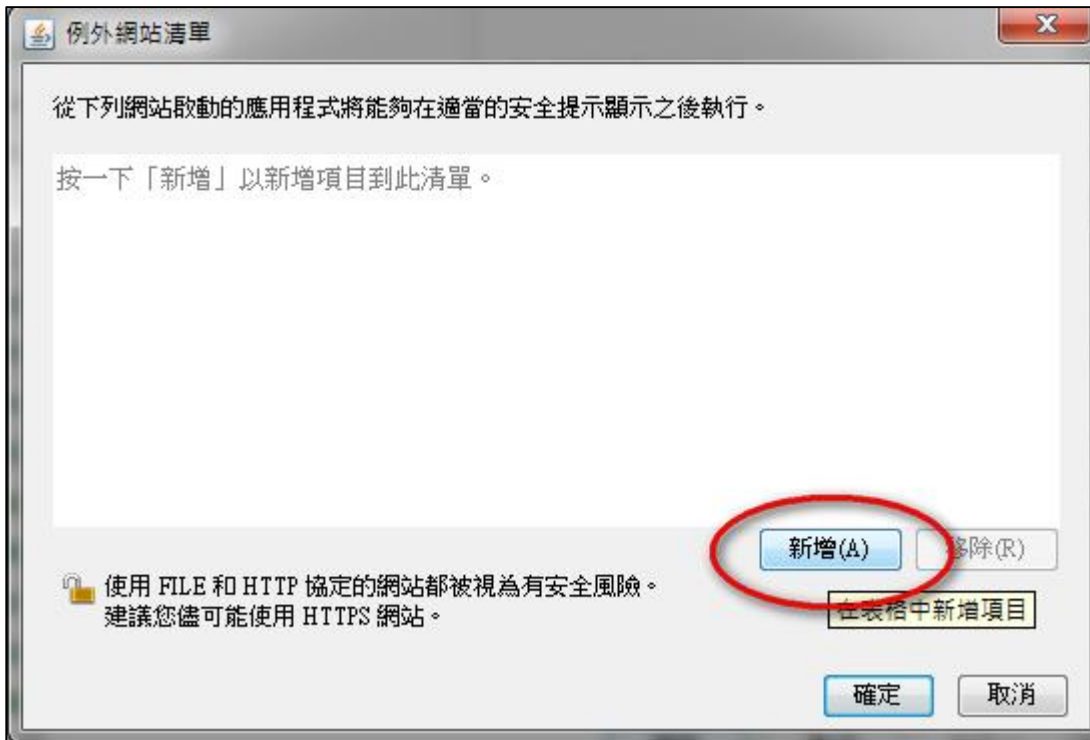 例外網站清單
從下列網站啟動的應用程式將能夠在適當的安全提示顯示之後執行。
按一下「新增」以新增項目到此清單。
新增(A) 移除(R)
使用 FILE 和 HTTP 協定的網站都被視為有安全風險。
建議您儘可能使用 HTTPS 網站。
在表格中新增項目
確定 取消